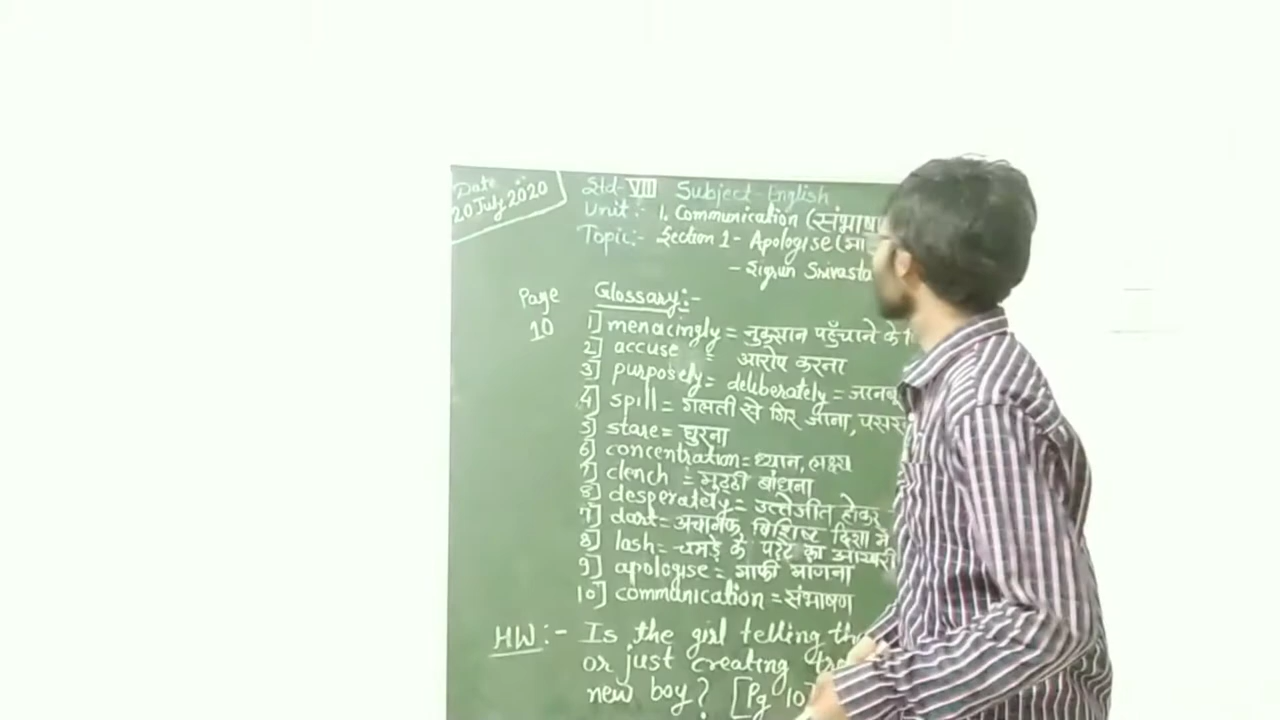 Date
20 July 2020
Std- VIII Subject-English
Unit:- 1. Communication (संभाष
Topic:- Section 1- Apologise (मा
- Sigrun Srivasta
Page
10
Glossary:-
1] menacingly = नुकसान पहुँचाने के
2] accuse = आरोप करना
3] purposely = deliberately = जानबू
4] spill = गलती से गिर जाना, पसर
5] stare = घुरना
6] concentration = ध्यान, लक्ष्य
7] clench = मुट्ठी बांधना
8] desperately = उत्तेजीत होकर
7] dart = अचानक, विशिष्ट दिशा में
8] lash = चमड़े के पट्टे का आखरी
9] apologise = माफी मांगना
10] communication = संभाषण
HW:- Is the girl telling th
or just creating tro
new boy? [Pg 10]